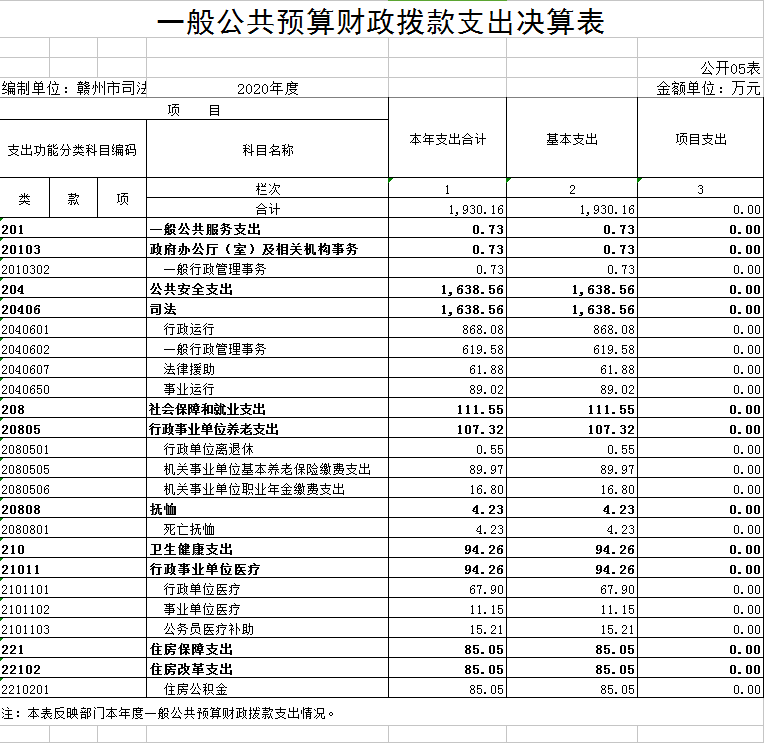 一般公共预算财政拨款支出决算表
公开05表
编制单位：赣州市司法 2020年度 金额单位：万元
项 目 本年支出合计 基本支出 项目支出
支出功能分类科目编码 科目名称
类 款 项 栏次 1 2 3
合计 1,930.16 1,930.16 0.00
201 一般公共服务支出 0.73 0.73 0.00
20103 政府办公厅（室）及相关机构事务 0.73 0.73 0.00
2010302 一般行政管理事务 0.73 0.73 0.00
204 公共安全支出 1,638.56 1,638.56 0.00
20406 司法 1,638.56 1,638.56 0.00
2040601 行政运行 868.08 868.08 0.00
2040602 一般行政管理事务 619.58 619.58 0.00
2040607 法律援助 61.88 61.88 0.00
2040650 事业运行 89.02 89.02 0.00
208 社会保障和就业支出 111.55 111.55 0.00
20805 行政事业单位养老支出 107.32 107.32 0.00
2080501 行政单位离退休 0.55 0.55 0.00
2080505 机关事业单位基本养老保险缴费支出 89.97 89.97 0.00
2080506 机关事业单位职业年金缴费支出 16.80 16.80 0.00
20808 抚恤 4.23 4.23 0.00
2080801 死亡抚恤 4.23 4.23 0.00
210 卫生健康支出 94.26 94.26 0.00
21011 行政事业单位医疗 94.26 94.26 0.00
2101101 行政单位医疗 67.90 67.90 0.00
2101102 事业单位医疗 11.15 11.15 0.00
2101103 公务员医疗补助 15.21 15.21 0.00
221 住房保障支出 85.05 85.05 0.00
22102 住房改革支出 85.05 85.05 0.00
2210201 住房公积金 85.05 85.05 0.00
注：本表反映部门本年度一般公共预算财政拨款支出情况。